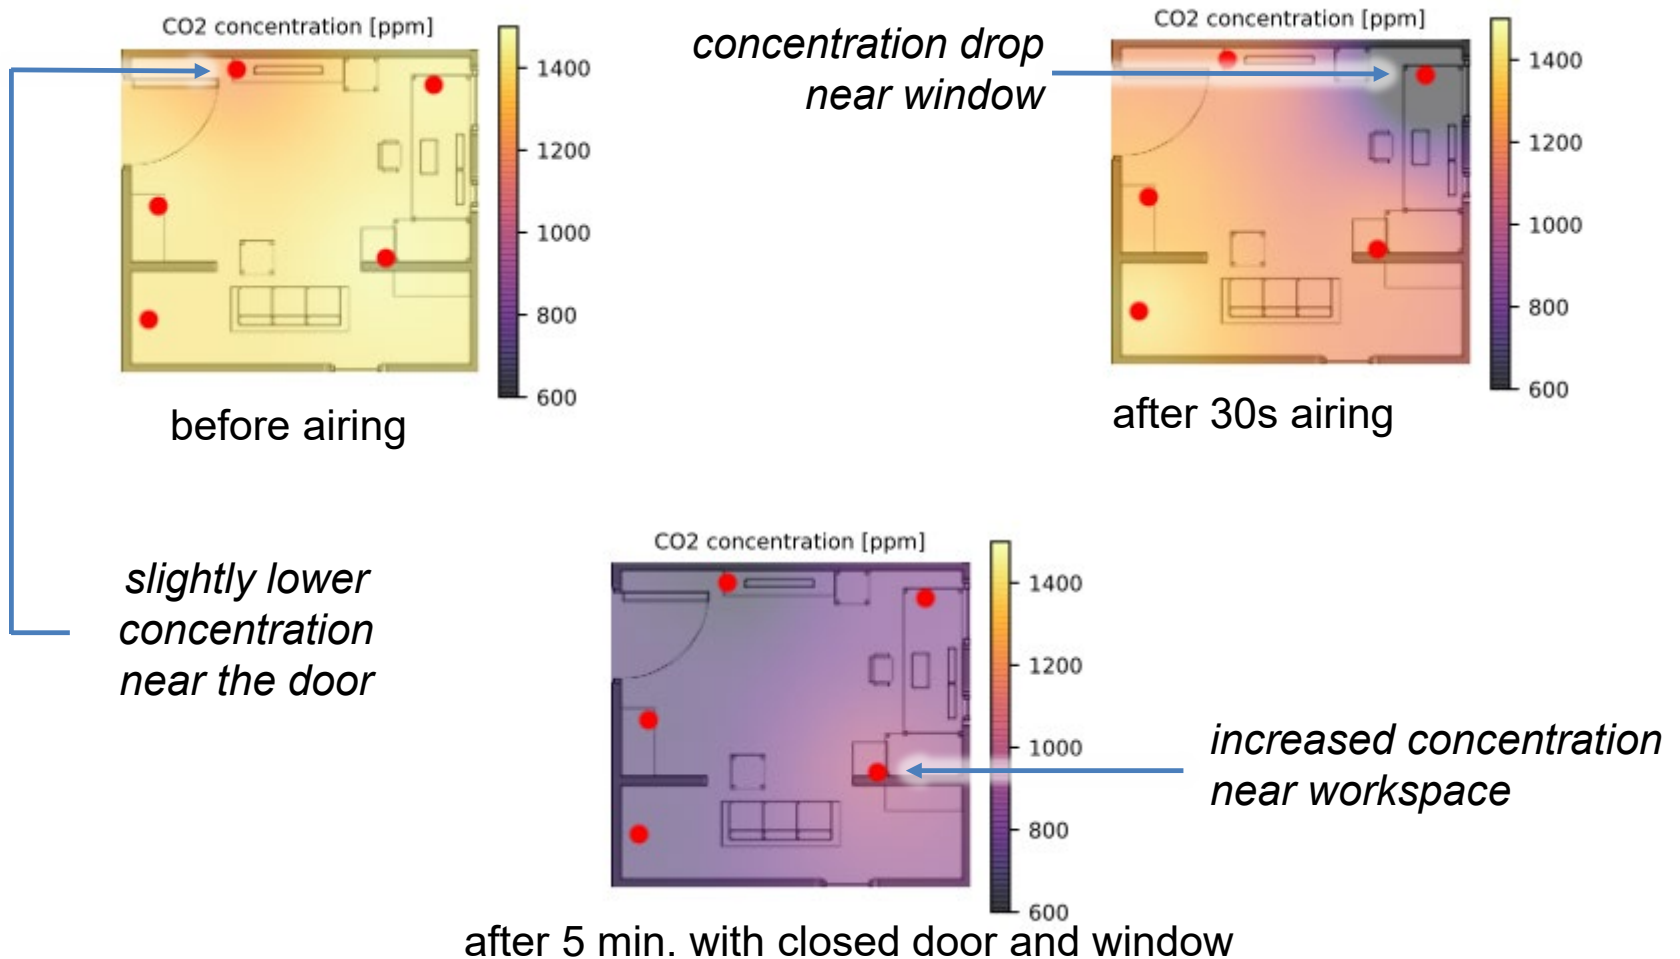 CO2 concentration [ppm]
1400
1200
1000
800
600
before airing
concentration drop
near window
CO2 concentration [ppm]
1400
1200
1000
800
600
after 30s airing
slightly lower
concentration
near the door
CO2 concentration [ppm]
1400
1200
1000
800
600
increased concentration
near workspace
after 5 min. with closed door and window